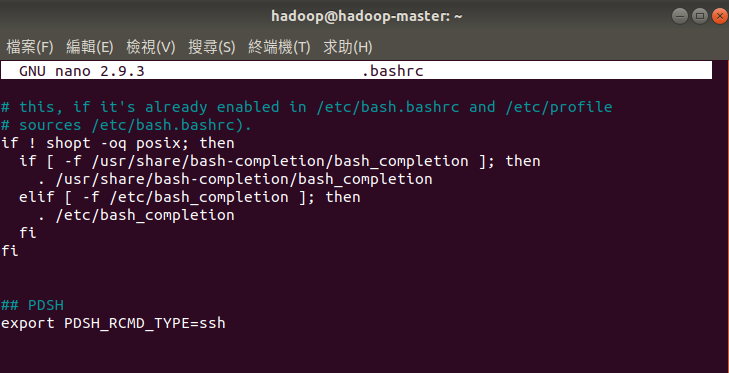 hadoop@hadoop-master: ~
檔案(F) 編輯(E) 檢視(V) 搜尋(S) 終端機(T) 求助(H)
GNU nano 2.9.3 .bashrc
# this, if it's already enabled in /etc/bash.bashrc and /etc/profile
# sources /etc/bash.bashrc).
if ! shopt -oq posix; then
  if [ -f /usr/share/bash-completion/bash_completion ]; then
    . /usr/share/bash-completion/bash_completion
  elif [ -f /etc/bash_completion ]; then
    . /etc/bash_completion
  fi
fi
## PDSH
export PDSH_RCMD_TYPE=ssh